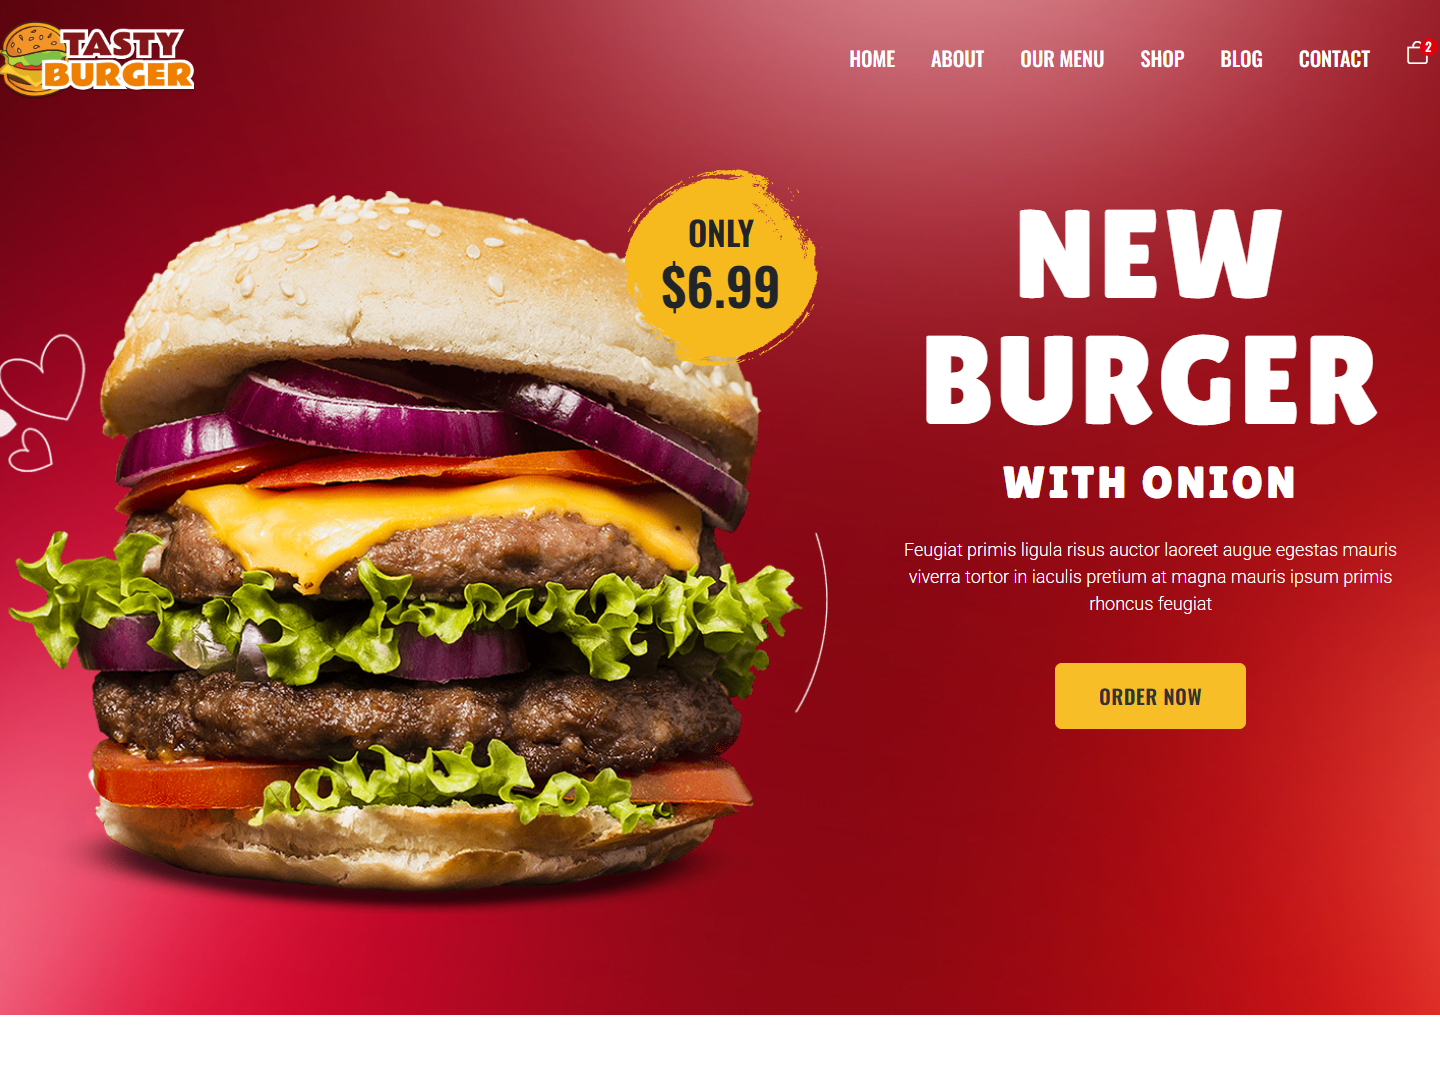 TASTY
BURGER
HOME ABOUT OUR MENU SHOP BLOG CONTACT 2
ONLY
$6.99
NEW
BURGER
WITH ONION
Feugiat primis ligula risus auctor laoreet augue egestas mauris
viverra tortor in iaculis pretium at magna mauris ipsum primis
rhoncus feugiat
ORDER NOW